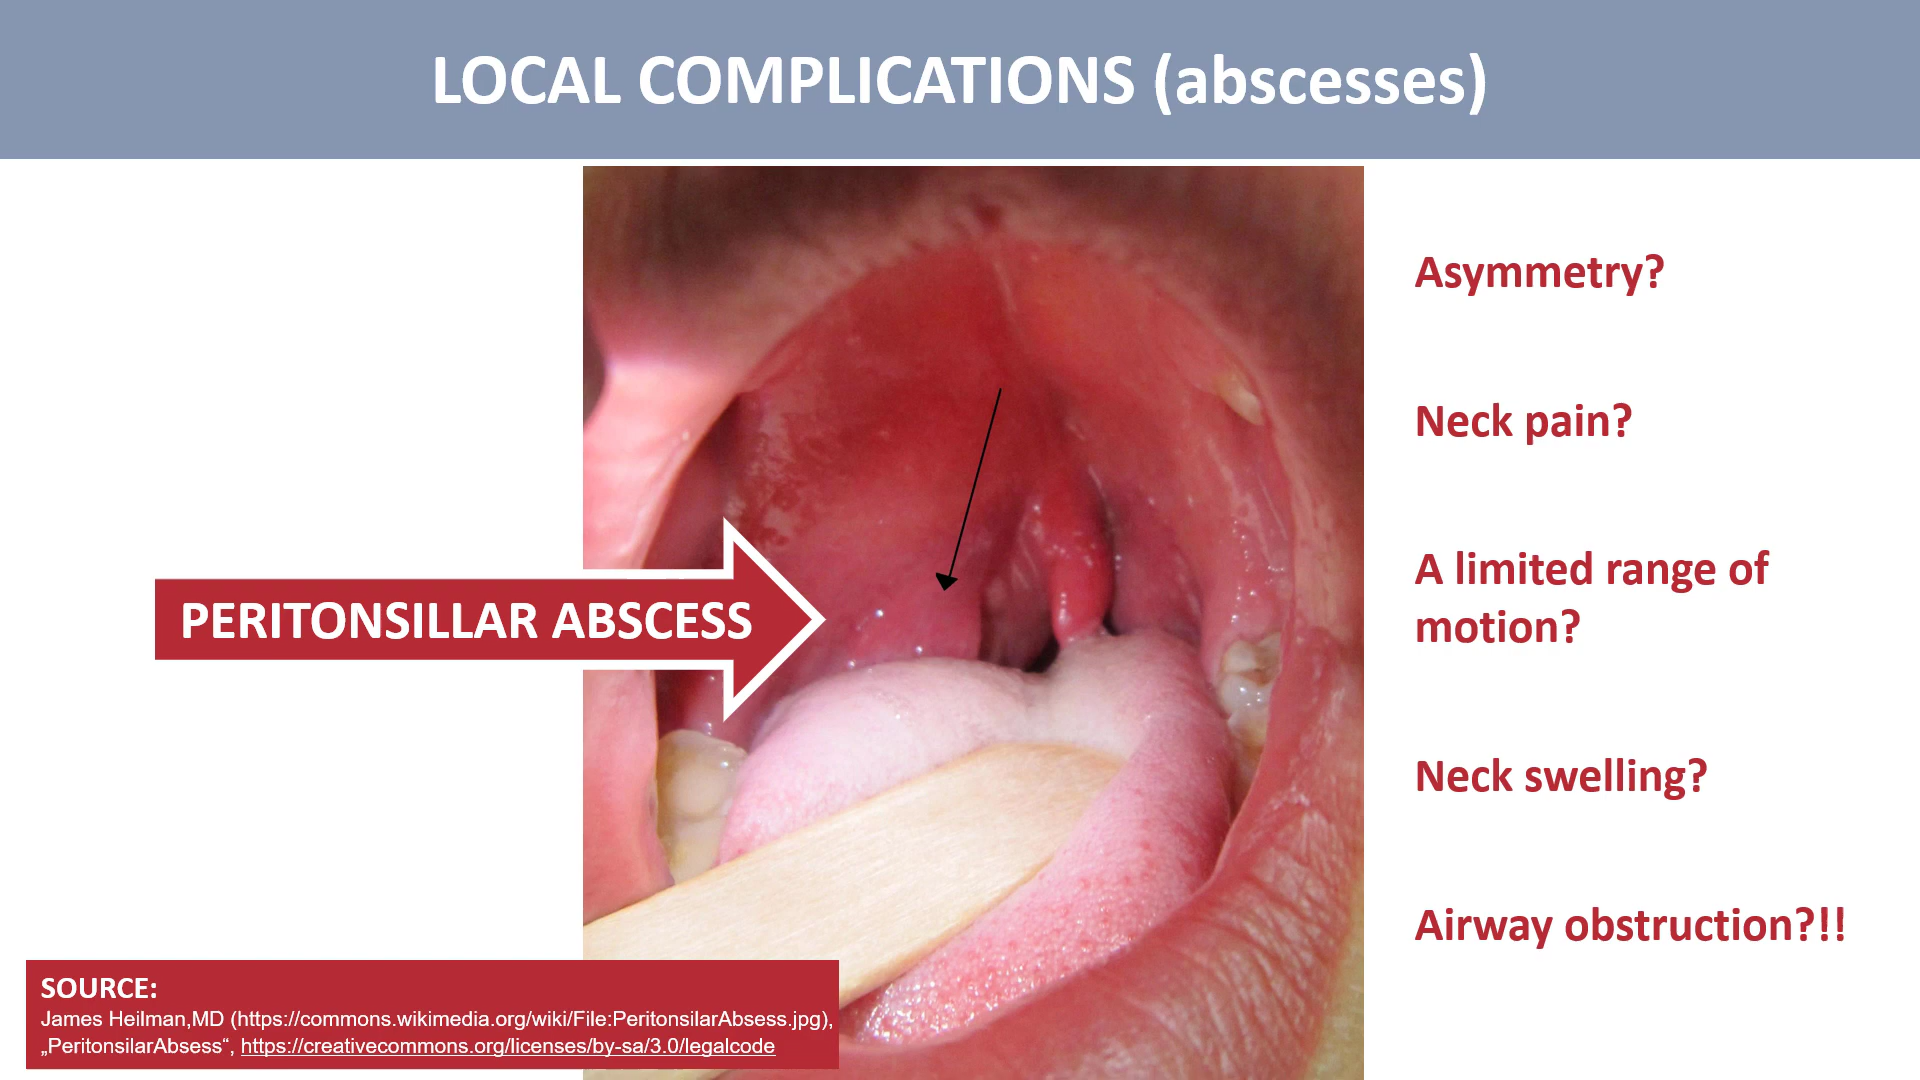 LOCAL COMPLICATIONS (abscesses)
PERITONSILLAR ABSCESS
Asymmetry?
Neck pain?
A limited range of
motion?
Neck swelling?
Airway obstruction?!!
SOURCE:
James Heilman,MD (https://commons.wikimedia.org/wiki/File:PeritonsilarAbsess.jpg),
„PeritonsilarAbsess“, https://creativecommons.org/licenses/by-sa/3.0/legalcode